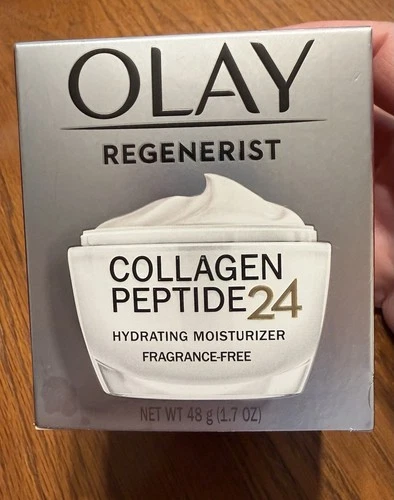 OLAY
REGENERIST
COLLAGEN
PEPTIDE24
HYDRATING MOISTURIZER
FRAGRANCE-FREE
NET WT 48 g (1.7 OZ)